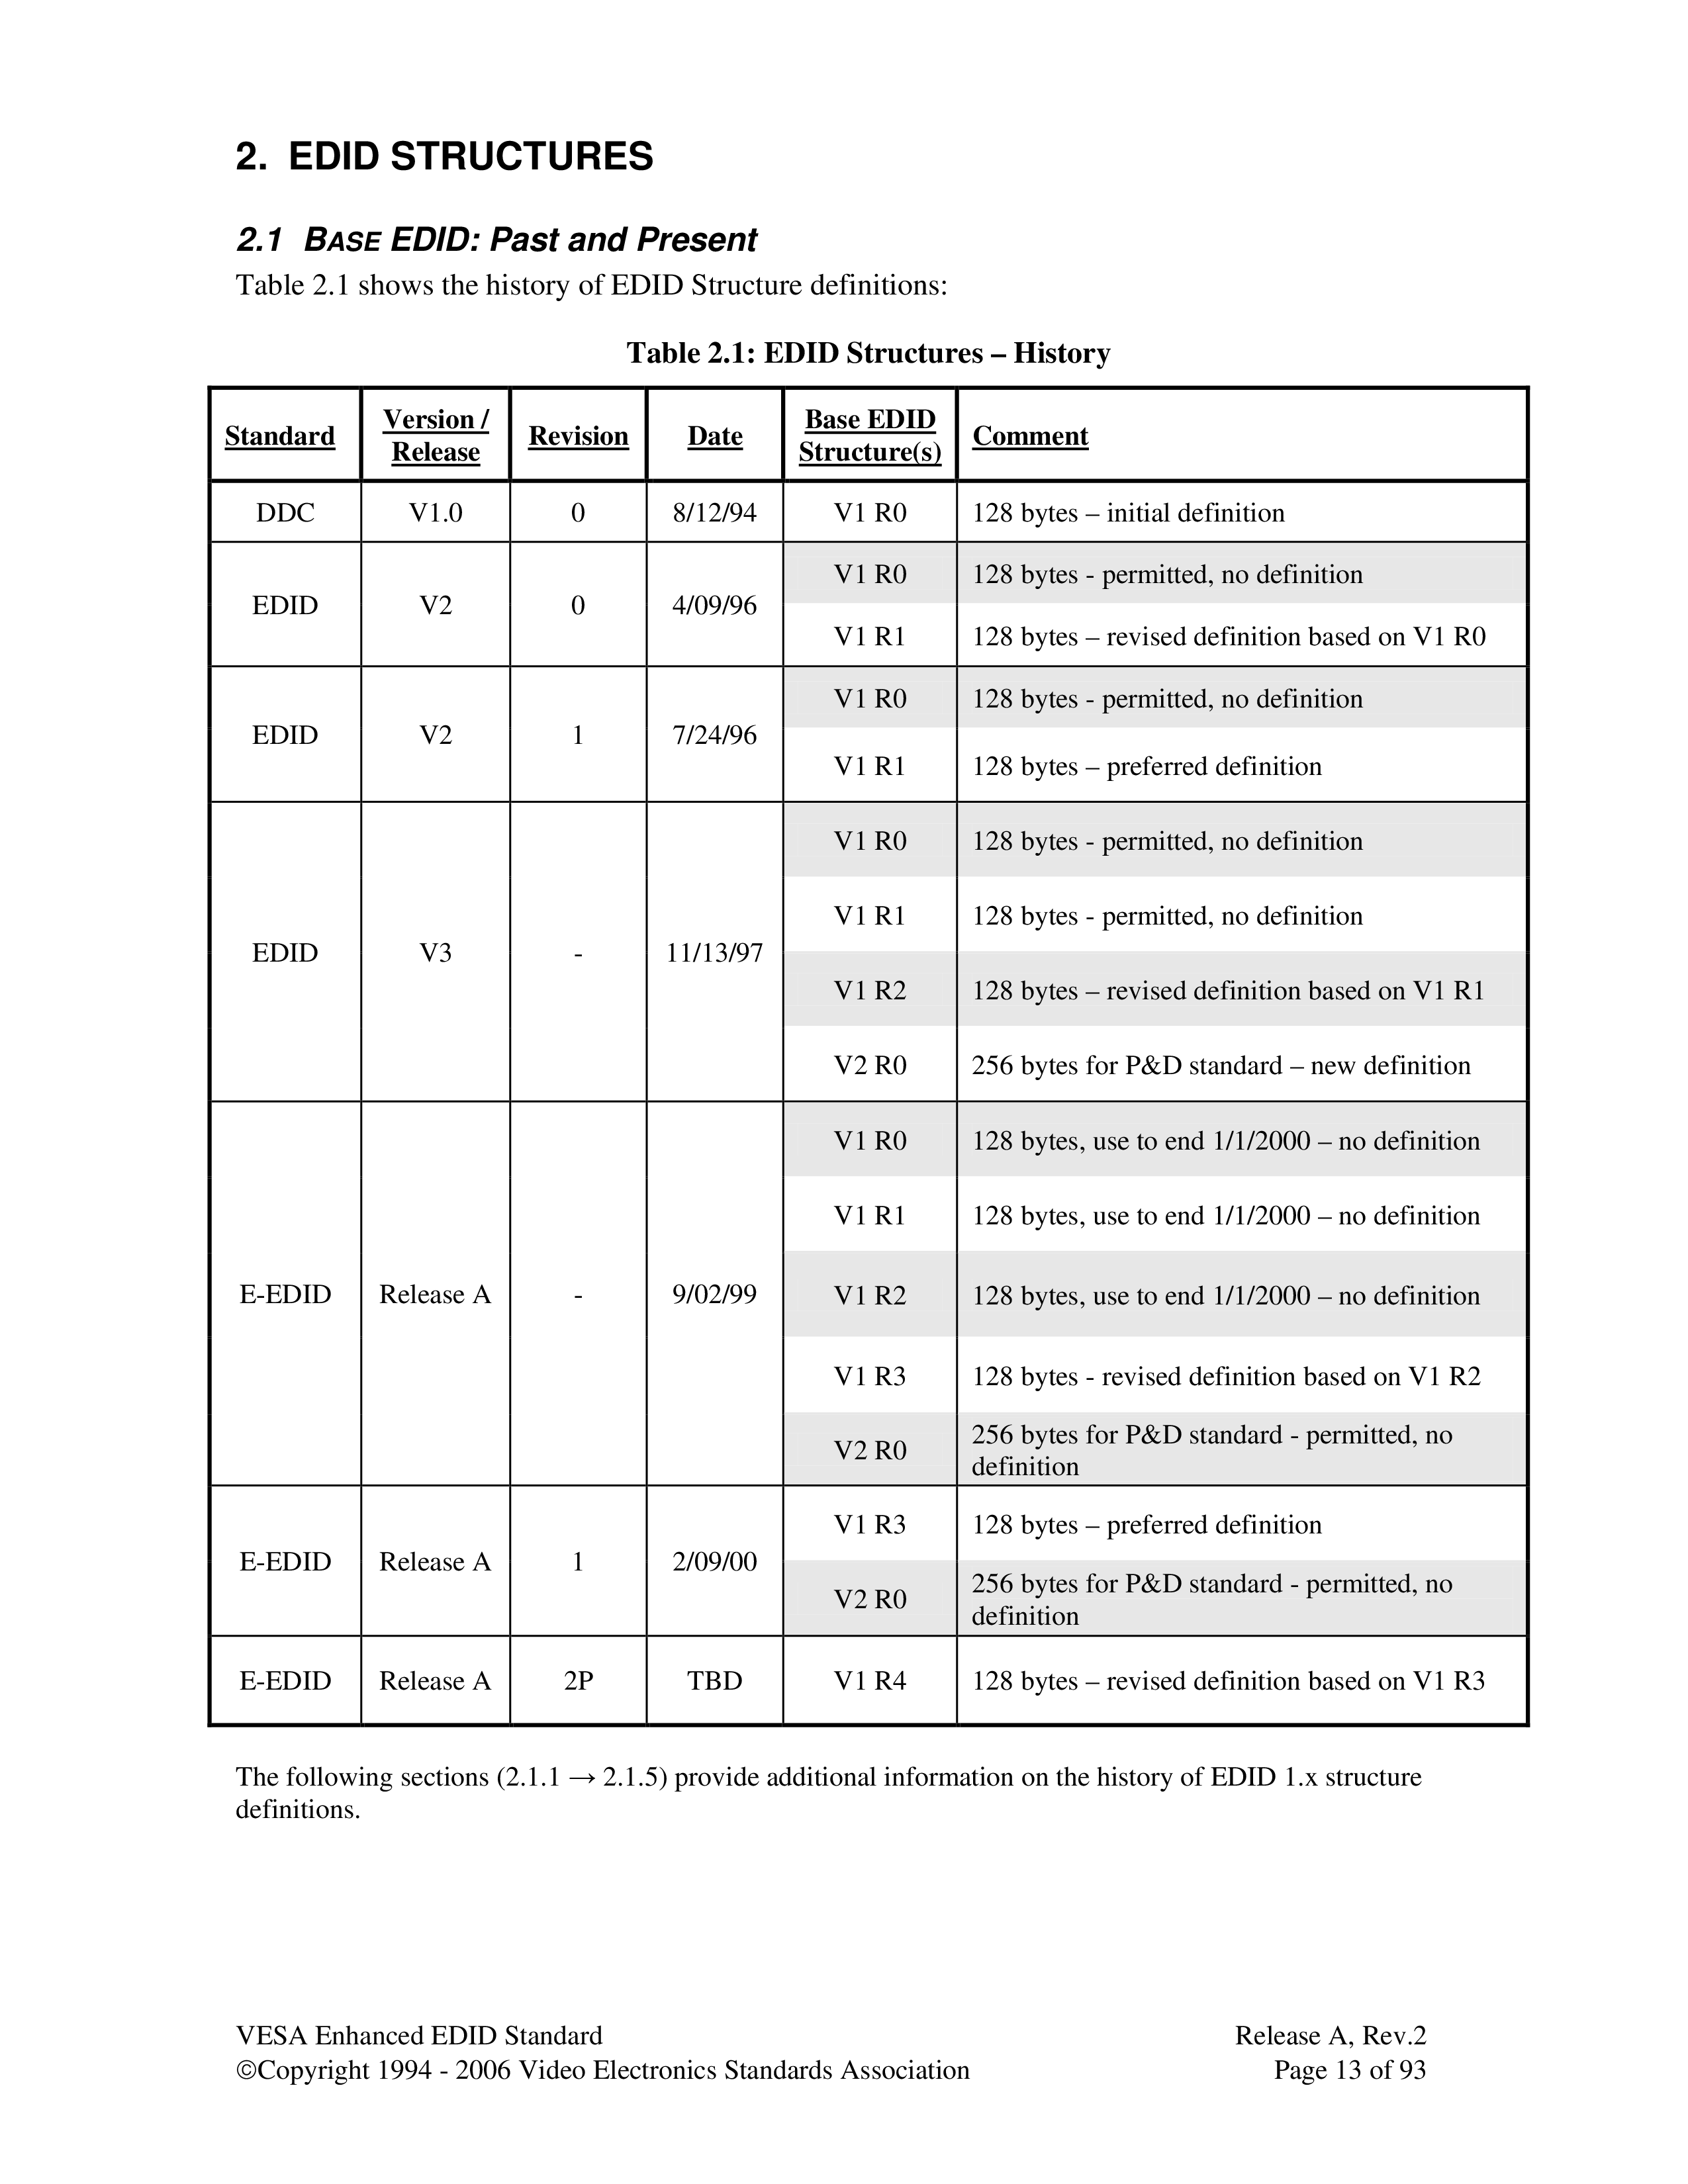 2. EDID STRUCTURES
2.1 BASE EDID: Past and Present
Table 2.1 shows the history of EDID Structure definitions:
Table 2.1: EDID Structures – History
Standard Version / Release Revision Date Base EDID Structure(s) Comment
DDC V1.0 0 8/12/94 V1 R0 128 bytes – initial definition
EDID V2 0 4/09/96 V1 R0 128 bytes - permitted, no definition
V1 R1 128 bytes – revised definition based on V1 R0
EDID V2 1 7/24/96 V1 R0 128 bytes - permitted, no definition
V1 R1 128 bytes – preferred definition
EDID V3 - 11/13/97 V1 R0 128 bytes - permitted, no definition
V1 R1 128 bytes - permitted, no definition
V1 R2 128 bytes – revised definition based on V1 R1
V2 R0 256 bytes for P&D standard – new definition
E-EDID Release A - 9/02/99 V1 R0 128 bytes, use to end 1/1/2000 – no definition
V1 R1 128 bytes, use to end 1/1/2000 – no definition
V1 R2 128 bytes, use to end 1/1/2000 – no definition
V1 R3 128 bytes - revised definition based on V1 R2
V2 R0 256 bytes for P&D standard - permitted, no
definition
E-EDID Release A 1 2/09/00 V1 R3 128 bytes – preferred definition
V2 R0 256 bytes for P&D standard - permitted, no
definition
E-EDID Release A 2P TBD V1 R4 128 bytes – revised definition based on V1 R3
The following sections (2.1.1 → 2.1.5) provide additional information on the history of EDID 1.x structure
definitions.
VESA Enhanced EDID Standard Release A, Rev.2
©Copyright 1994 - 2006 Video Electronics Standards Association Page 13 of 93